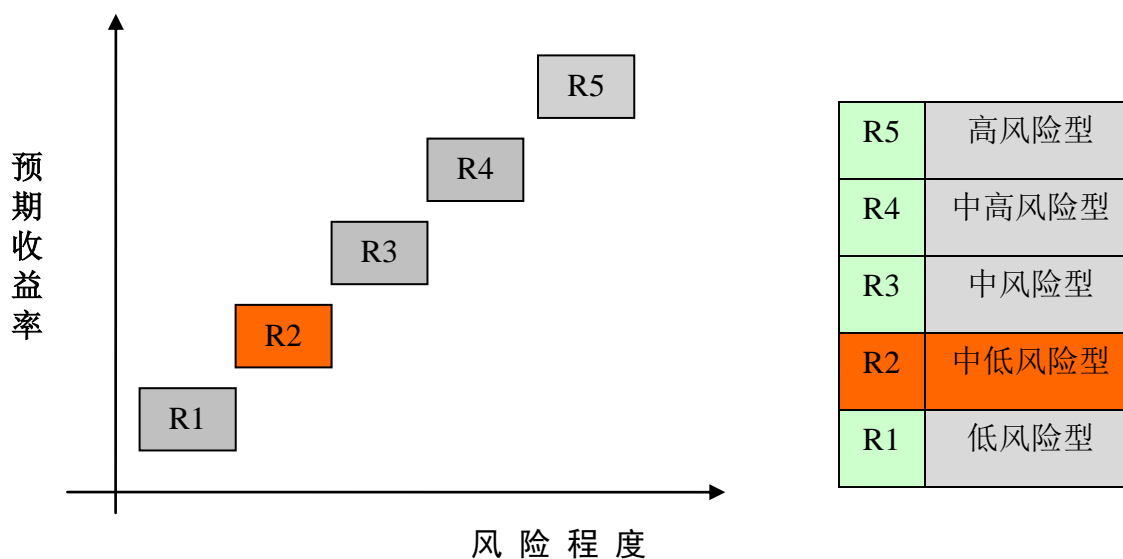 预期收益率
R5
R4
R3
R2
R1
风险程度
R5 高风险型
R4 中高风险型
R3 中风险型
R2 中低风险型
R1 低风险型